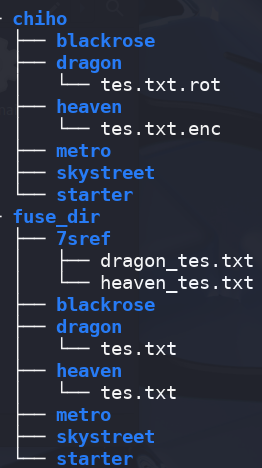 chiho
├── blackrose
├── dragon
│   └── tes.txt.rot
├── heaven
│   └── tes.txt.enc
├── metro
├── skystreet
└── starter
fuse_dir
├── 7sref
│   ├── dragon_tes.txt
│   └── heaven_tes.txt
├── blackrose
├── dragon
│   └── tes.txt
├── heaven
│   └── tes.txt
├── metro
├── skystreet
└── starter